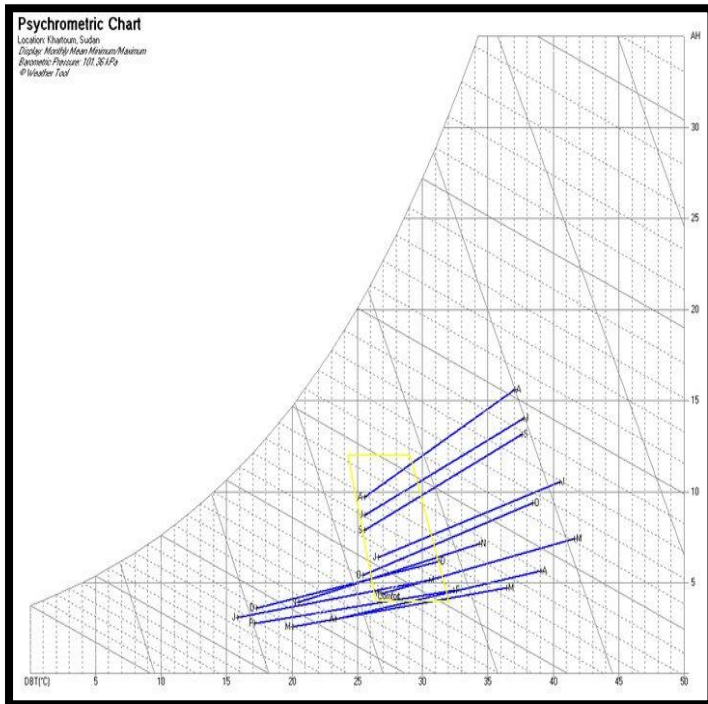 Psychrometric Chart
Location: Khartoum, Sudan
Display: Monthly Mean Minimum/Maximum
Barometric Pressure: 101.36 kPa
© Weather Tool
AH
30
25
20
15
10
5
A
J
S
J
O
N
M
A
M
D
F
A
J
S
J
O
D
J
F
M
A
Comfort
DBT(°C)
5
10
15
20
25
30
35
40
45
50